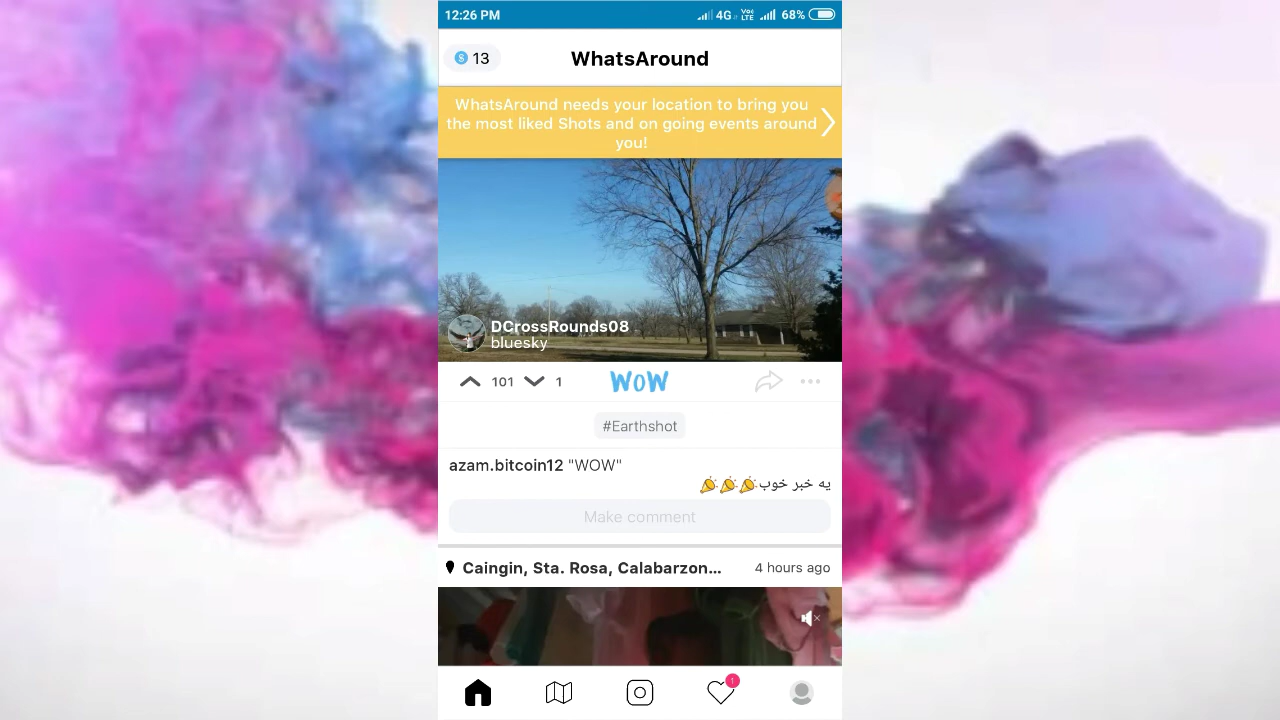 12:26 PM 4G Vo LTE 68%
13 WhatsAround
WhatsAround needs your location to bring you
the most liked Shots and on going events around
you!
DCrossRounds08
bluesky
101 1 WOW
#Earthshot
azam.bitcoin12 "WOW"
یه خبر خوب🎉🎉🎉
Make comment
Caingin, Sta. Rosa, Calabarzon... 4 hours ago
1